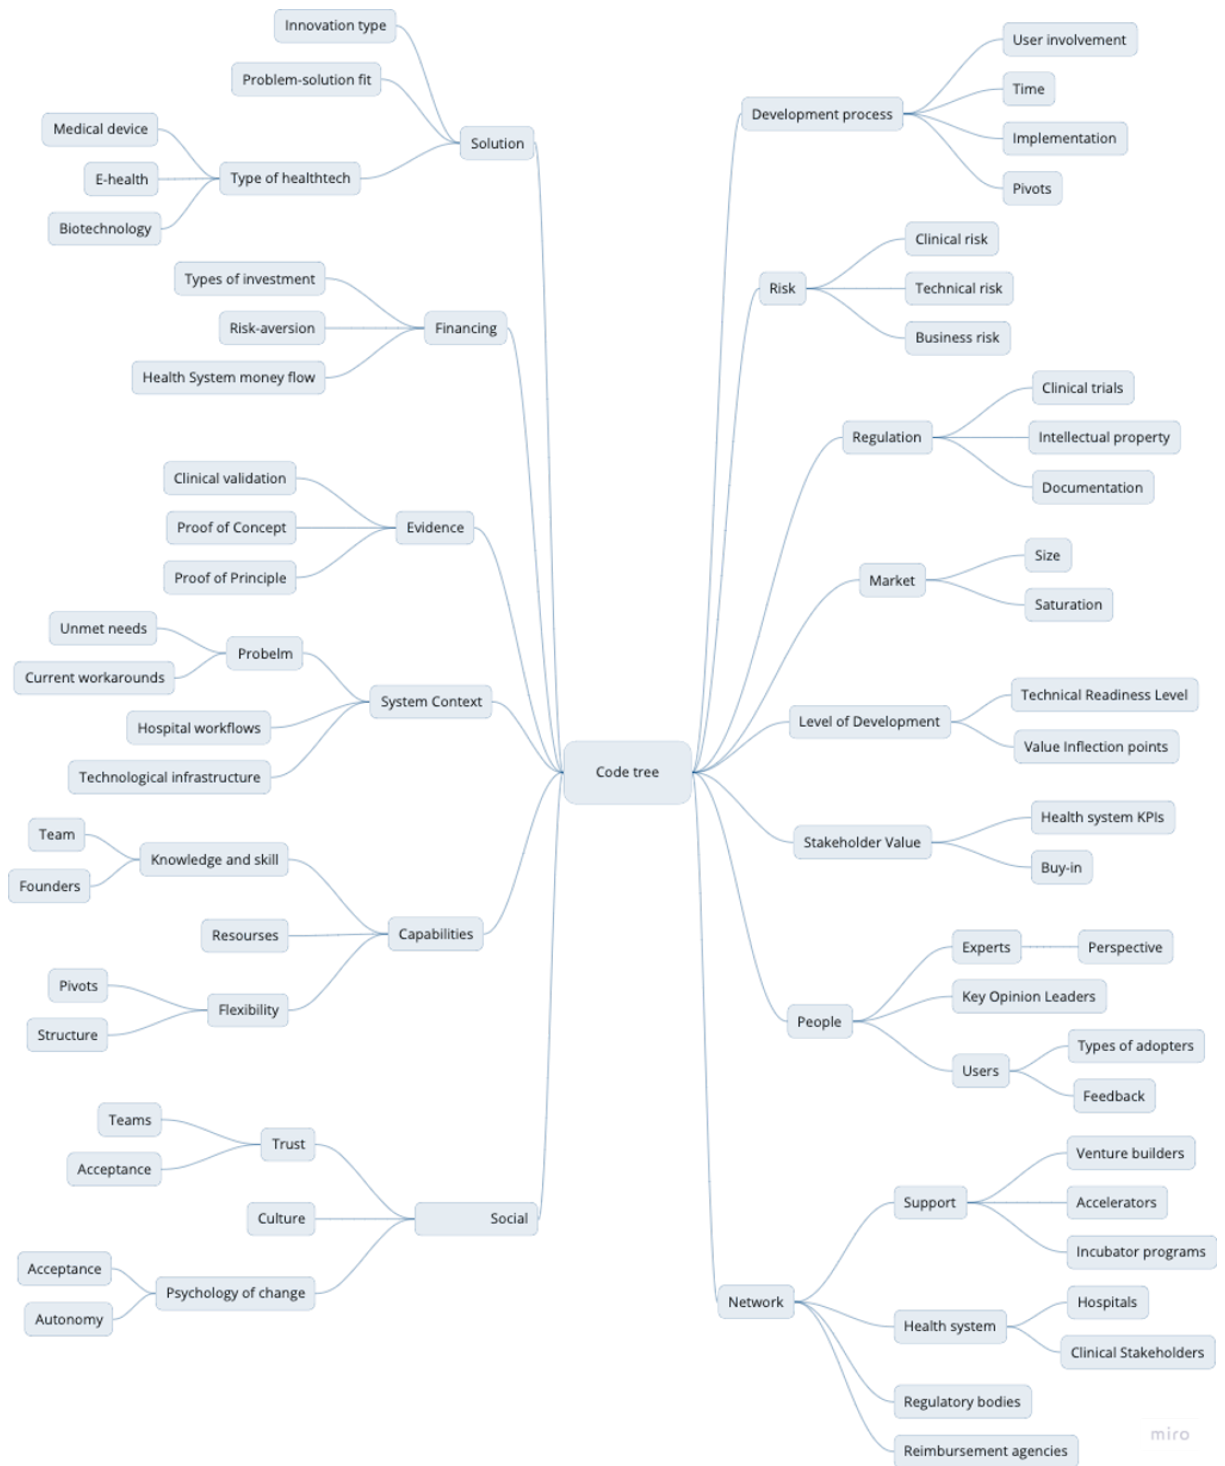 Innovation type
Problem-solution fit
Medical device
E-health
Biotechnology
Type of healthtech
Solution
Types of investment
Risk-aversion
Health System money flow
Financing
Clinical validation
Proof of Concept
Proof of Principle
Evidence
Unmet needs
Current workarounds
Probelm
Hospital workflows
Technological infrastructure
System Context
Team
Founders
Knowledge and skill
Resourses
Pivots
Structure
Flexibility
Capabilities
Teams
Acceptance
Trust
Culture
Acceptance
Autonomy
Psychology of change
Social
Code tree
Development process
User involvement
Time
Implementation
Pivots
Risk
Clinical risk
Technical risk
Business risk
Regulation
Clinical trials
Intellectual property
Documentation
Market
Size
Saturation
Level of Development
Technical Readiness Level
Value Inflection points
Stakeholder Value
Health system KPIs
Buy-in
People
Experts
Perspective
Key Opinion Leaders
Users
Types of adopters
Feedback
Network
Support
Venture builders
Accelerators
Incubator programs
Health system
Hospitals
Clinical Stakeholders
Regulatory bodies
Reimbursement agencies
miro